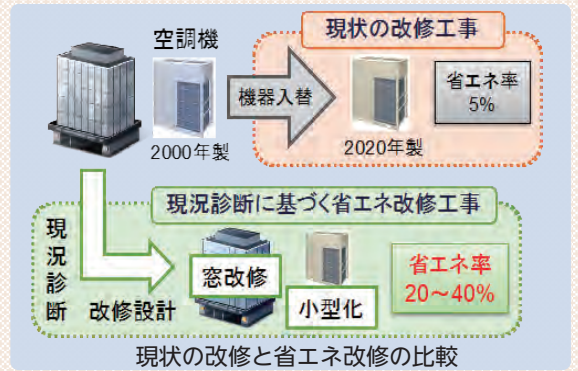 現状の改修工事
空調機
機器入替
省エネ率
5%
2000年製
2020年製
現況診断に基づく省エネ改修工事
現況診断
改修設計
窓改修
小型化
省エネ率
20～40%
現状の改修と省エネ改修の比較